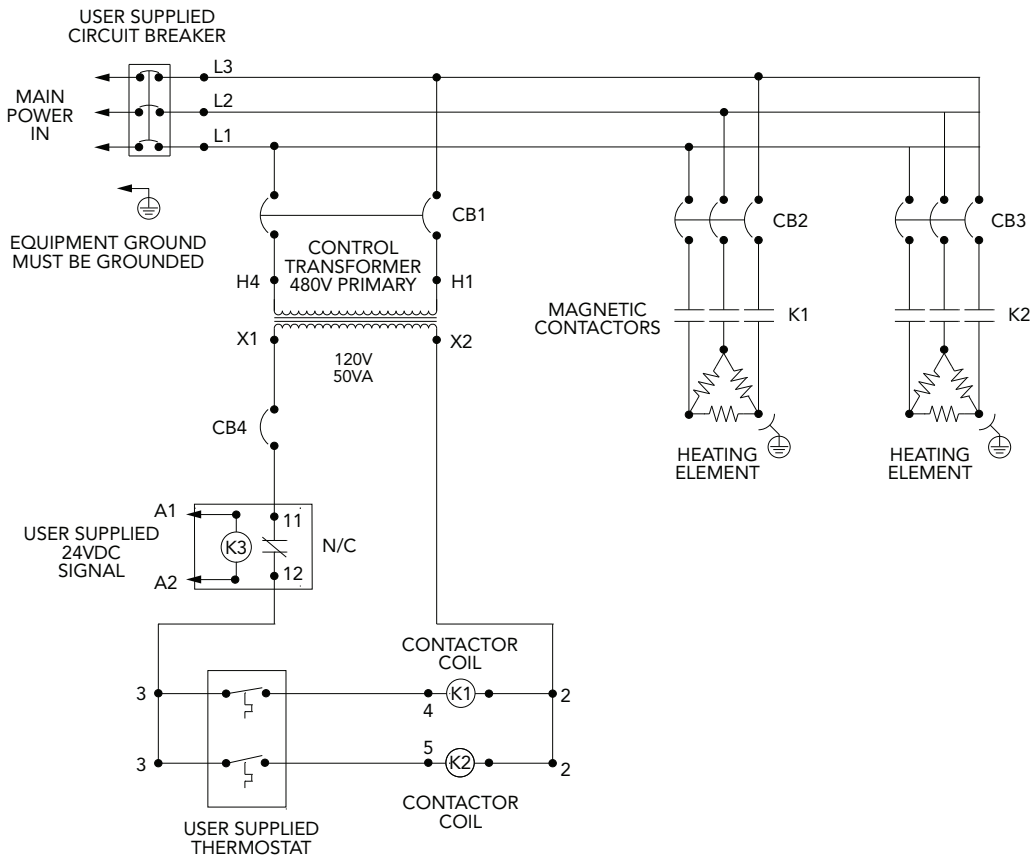 USER SUPPLIED
CIRCUIT BREAKER
L3
MAIN
POWER
IN
L2
L1
EQUIPMENT GROUND
MUST BE GROUNDED
CB1
CB2
CB3
CONTROL
TRANSFORMER
480V PRIMARY
H4
H1
MAGNETIC
CONTACTORS
K1
K2
X1
X2
120V
50VA
CB4
HEATING
ELEMENT
HEATING
ELEMENT
A1
11
USER SUPPLIED
24VDC
SIGNAL
K3
N/C
A2
12
CONTACTOR
COIL
3
4
K1
2
5
3
K2
2
CONTACTOR
COIL
USER SUPPLIED
THERMOSTAT